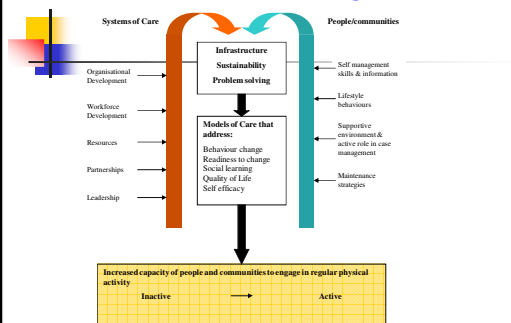 Systems of Care
People/communities
Infrastructure
Sustainability
Problem solving
Organisational
Development
Workforce
Development
Resources
Partnerships
Leadership
Models of Care that
address:
Behaviour change
Readiness to change
Social learning
Quality of Life
Self efficacy
Self management
skills & information
Lifestyle
behaviours
Supportive
environment &
active role in case
management
Maintenance
strategies
Increased capacity of people and communities to engage in regular physical
activity
Inactive
Active